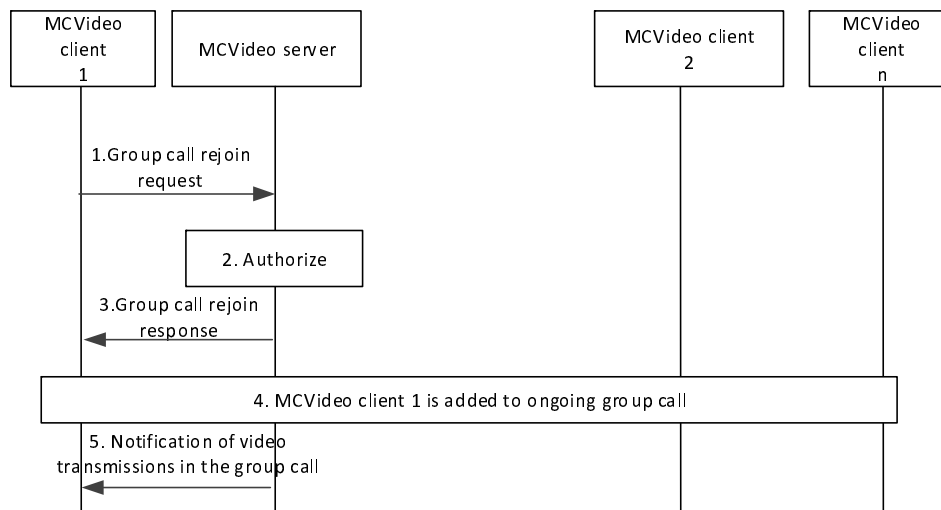 MCVideo
client
1
MCVideo server
MCVideo client
2
MCVideo
client
n
1.Group call rejoin
request
2. Authorize
3.Group call rejoin
response
4. MCVideo client 1 is added to ongoing group call
5. Notification of video
transmissions in the group call